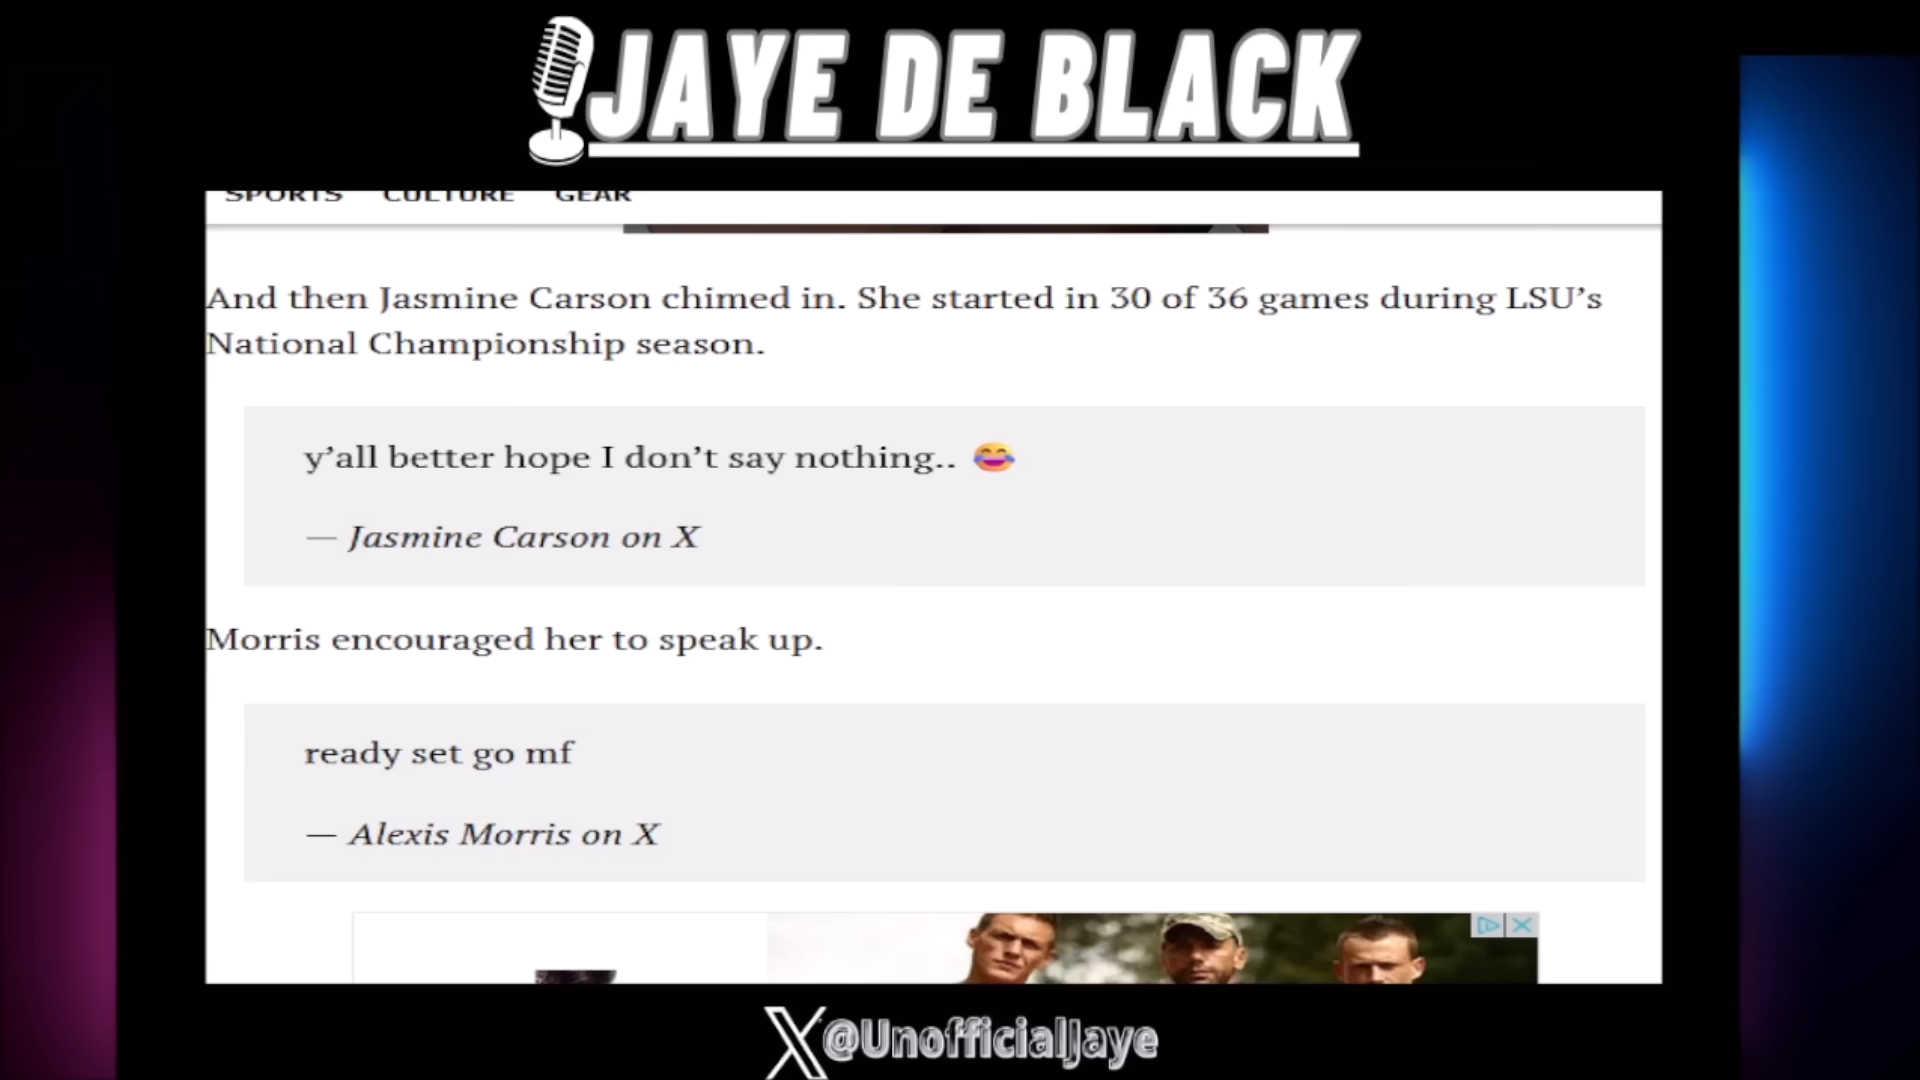 JAYE DE BLACK
SPORTS CULTURE GEAR
And then Jasmine Carson chimed in. She started in 30 of 36 games during LSU’s
National Championship season.
y’all better hope I don’t say nothing.. 😂
— Jasmine Carson on X
Morris encouraged her to speak up.
ready set go mf
— Alexis Morris on X
X @UnofficialJaye